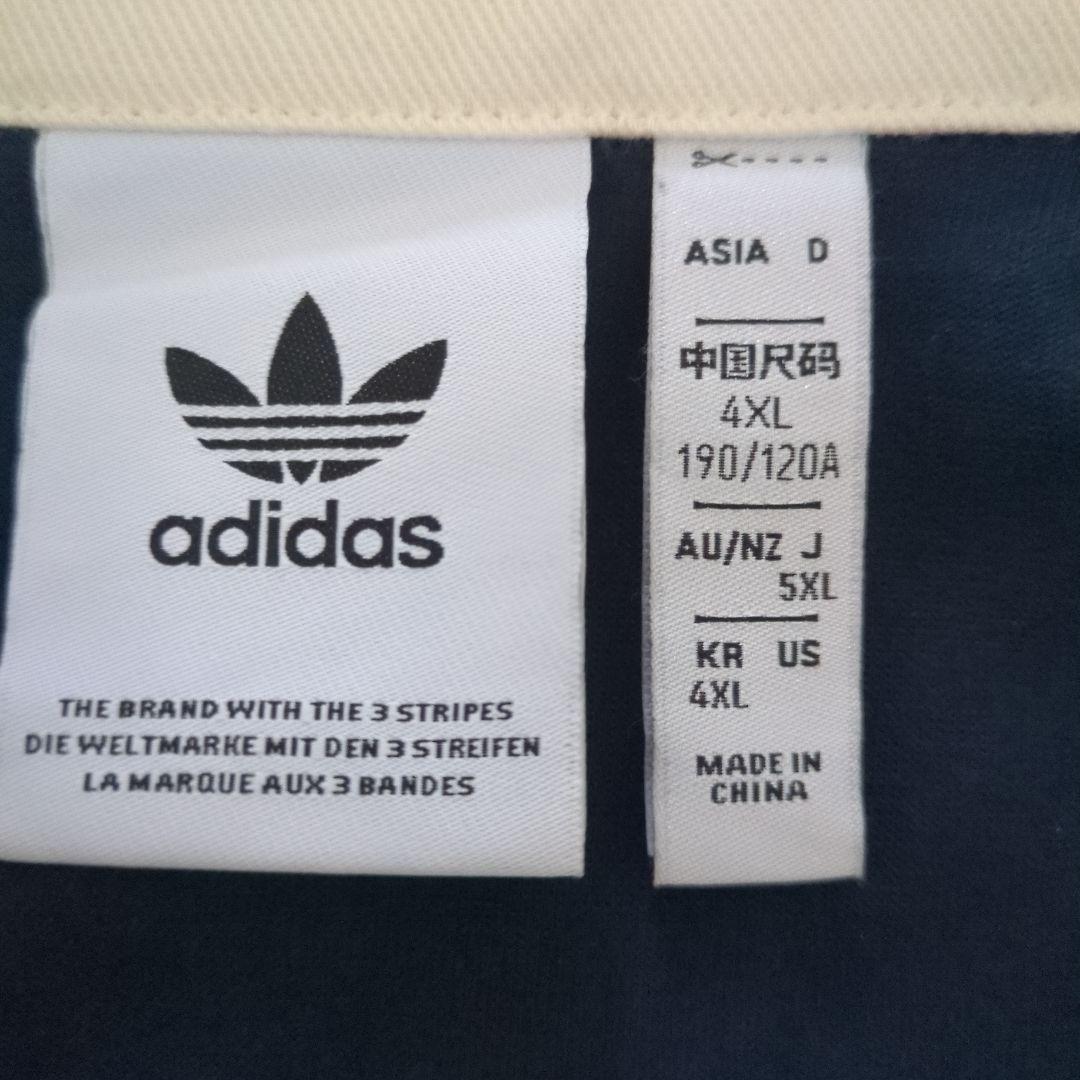 adidas
THE BRAND WITH THE 3 STRIPES
DIE WELTMARKE MIT DEN 3 STREIFEN
LA MARQUE AUX 3 BANDES
ASIA D
中国尺码
4XL
190/120A
AU/NZ J
5XL
KR US
4XL
MADE IN
CHINA